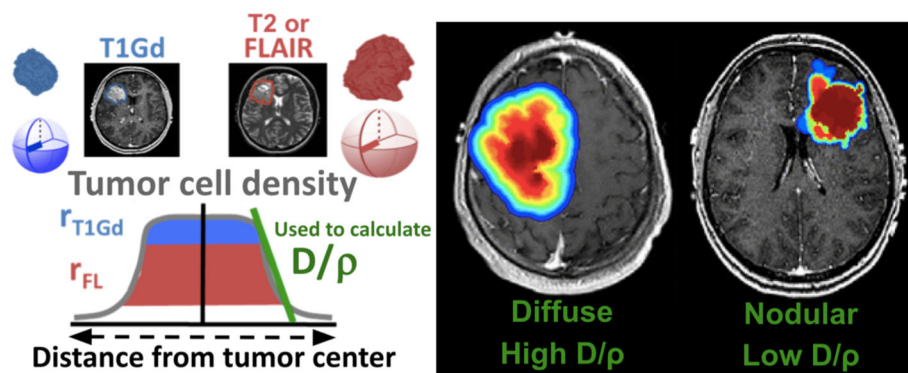 T1Gd
T2 or
FLAIR
Tumor cell density
rT1Gd
rFL
Used to calculate
D/ρ
Distance from tumor center
Diffuse
High D/ρ
Nodular
Low D/ρ